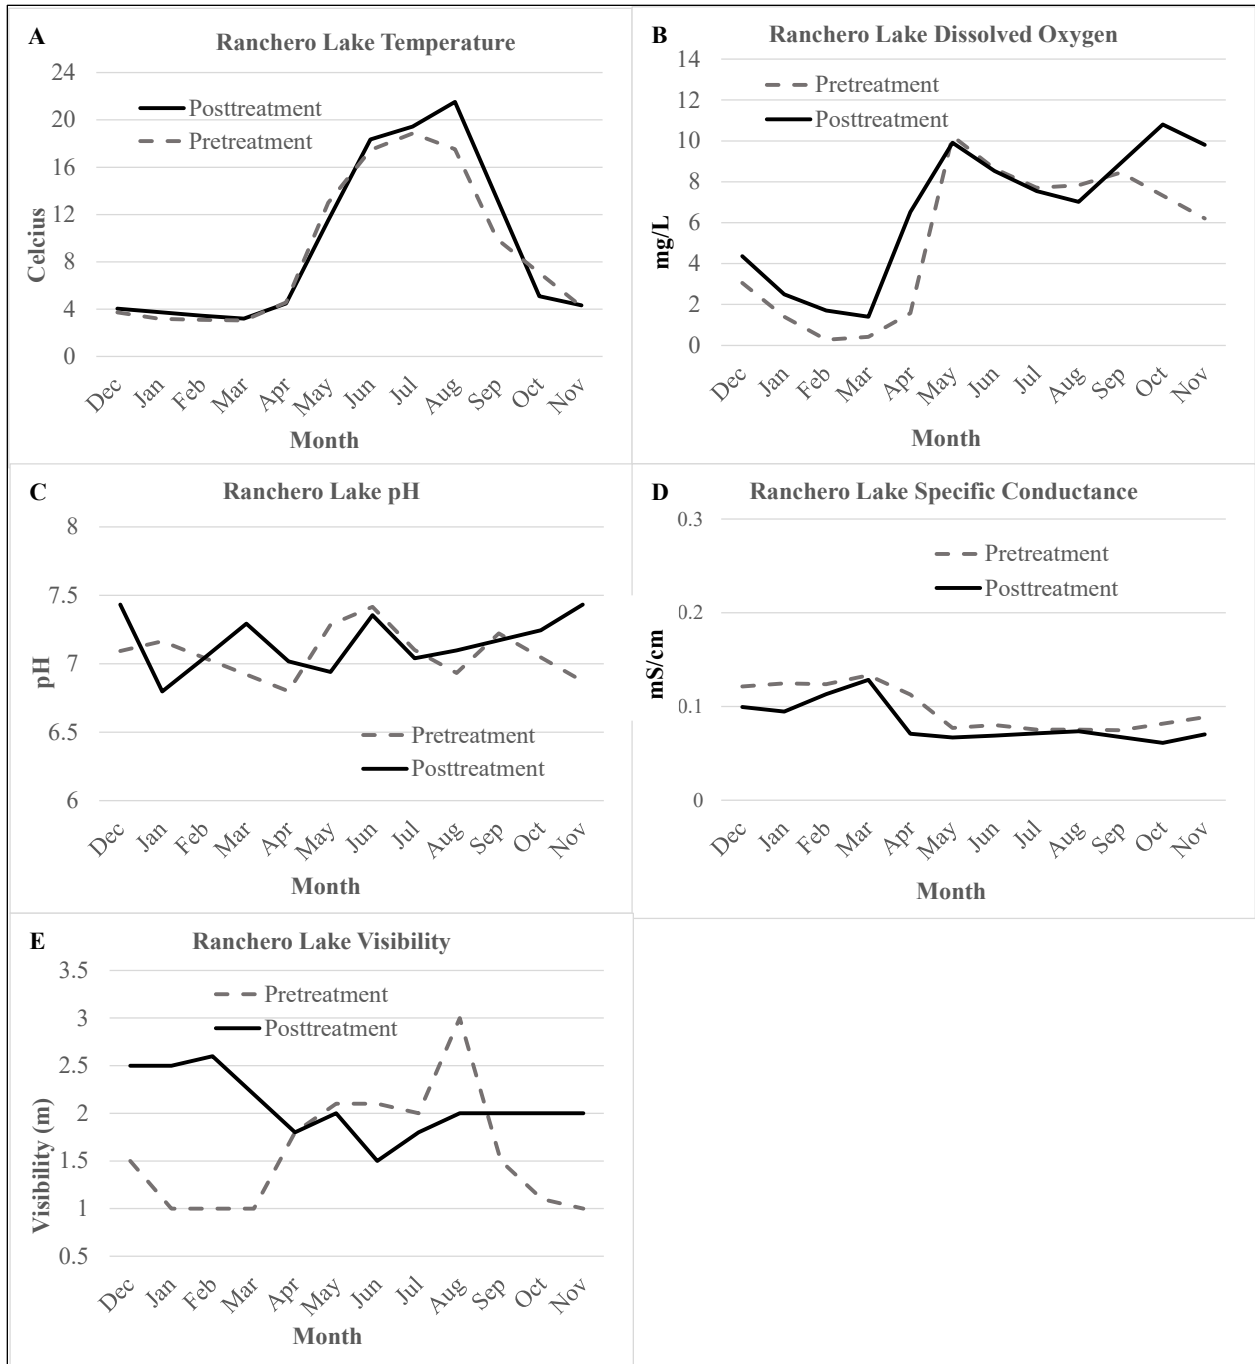 A
Ranchero Lake Temperature
24
20
16
12
8
4
0
Celcius
Posttreatment
Pretreatment
Dec
Jan
Feb
Mar
Apr
May
Jun
Jul
Aug
Sep
Oct
Nov
Month
B
Ranchero Lake Dissolved Oxygen
14
12
10
8
6
4
2
0
mg/L
Pretreatment
Posttreatment
Dec
Jan
Feb
Mar
Apr
May
Jun
Jul
Aug
Sep
Oct
Nov
Month
C
Ranchero Lake pH
8
7.5
7
6.5
6
pH
Pretreatment
Posttreatment
Dec
Jan
Feb
Mar
Apr
May
Jun
Jul
Aug
Sep
Oct
Nov
Month
D
Ranchero Lake Specific Conductance
0.3
0.2
0.1
0
mS/cm
Pretreatment
Posttreatment
Dec
Jan
Feb
Mar
Apr
May
Jun
Jul
Aug
Sep
Oct
Nov
Month
E
Ranchero Lake Visibility
3.5
3
2.5
2
1.5
1
0.5
Visibility (m)
Pretreatment
Posttreatment
Dec
Jan
Feb
Mar
Apr
May
Jun
Jul
Aug
Sep
Oct
Nov
Month